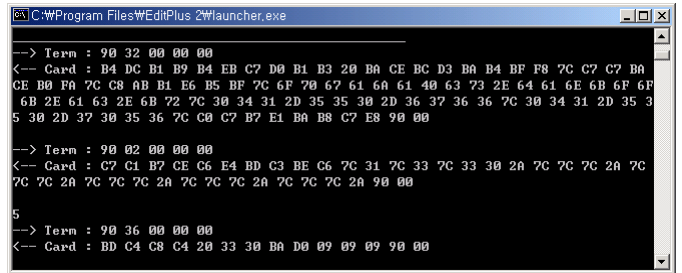 C:₩Program Files₩EditPlus 2₩launcher.exe
--> Term : 90 32 00 00 00
<-- Card : B4 DC B1 B9 B4 EB C7 D0 B1 B3 20 BA CE BC D3 BA B4 BF F8 7C C7 C7 BA
CE B0 FA 7C C8 AB B1 E6 B5 BF 7C 6F 70 67 61 6A 61 40 63 73 2E 64 61 6E 6B 6F 6F
6B 2E 61 63 2E 6B 72 7C 30 34 31 2D 35 35 30 2D 36 37 36 36 7C 30 34 31 2D 35 3
5 30 2D 37 30 35 36 7C C0 C7 B7 E1 BA B8 C7 E8 90 00
--> Term : 90 02 00 00 00
<-- Card : C7 C1 B7 CE C6 E4 BD C3 BE C6 7C 31 7C 33 7C 33 30 2A 7C 7C 7C 2A 7C
7C 7C 2A 7C 7C 7C 2A 7C 7C 7C 2A 7C 7C 7C 2A 90 00
5
--> Term : 90 36 00 00 00
<-- Card : BD C4 C8 C4 20 33 30 BA D0 09 09 09 90 00